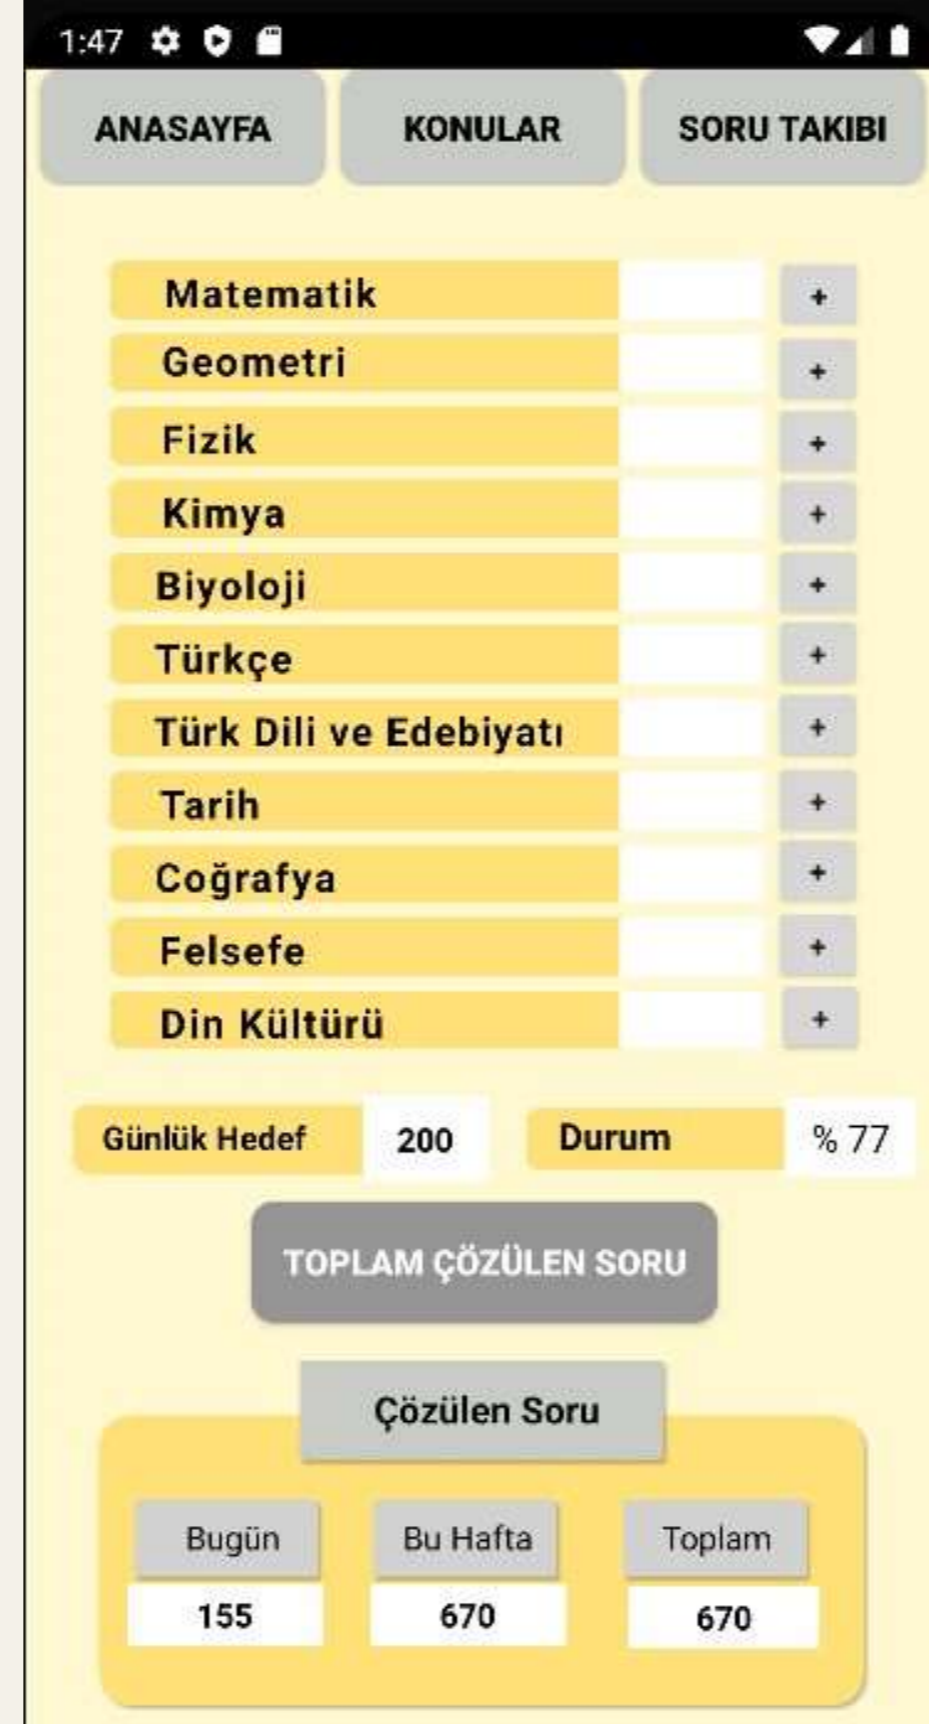 1:47
ANASAYFA KONULAR SORU TAKIBI
Matematik +
Geometri +
Fizik +
Kimya +
Biyoloji +
Türkçe +
Türk Dili ve Edebiyatı +
Tarih +
Coğrafya +
Felsefe +
Din Kültürü +
Günlük Hedef 200 Durum % 77
TOPLAM ÇÖZÜLEN SORU
Çözülen Soru
Bugün Bu Hafta Toplam
155 670 670